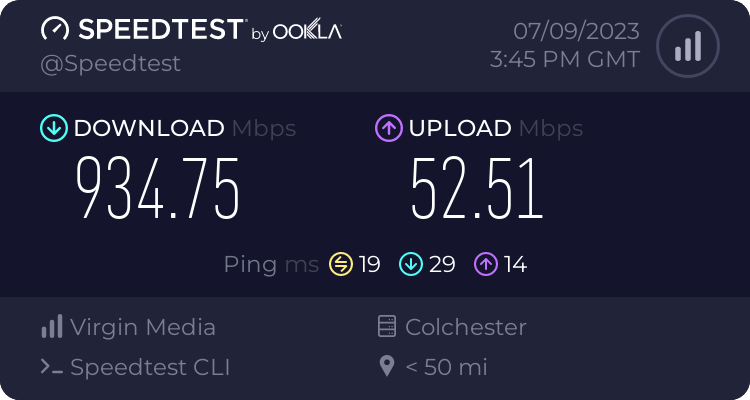 SPEEDTEST by OOKLA 07/09/2023
@Speedtest 3:45 PM GMT
DOWNLOAD Mbps UPLOAD Mbps
934.75 52.51
Ping ms 19 29 14
Virgin Media Colchester
Speedtest CLI < 50 mi